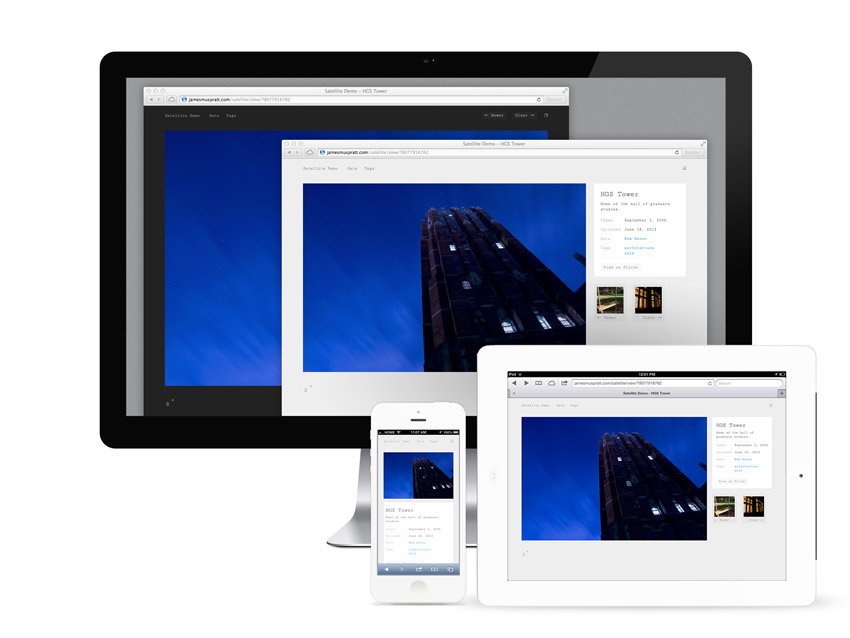 Satellite Demo – HGS Tower
jamesmuspratt.com/satellite/view/79077916762
Satellite Demo Sets Tags
← Newer Older →
Satellite Demo – HGS Tower
jamesmuspratt.com/satellite/view/79077916762
Satellite Demo Sets Tags
HGS Tower
Home of the hall of graduate
studies.
Taken September 3, 2006
Uploaded June 18, 2013
Sets New Haven
Tags architecture
yale
View on Flickr
← Newer Older →
iPad 12:01 PM
jamesmuspratt.com/satellite/view/79077916762
Search
Satellite Demo - HGS Tower
Satellite Demo Sets Tags
HGS Tower
Home of the hall of
graduate studies.
Taken September 3, 2006
Uploaded June 18, 2013
Sets New Haven
Tags architecture
yale
View on Flickr
← Newer Older →
HOME 11:07 AM 100%
Satellite Demo Sets Tags
HGS Tower
Home of the hall of graduate
studies.
Taken September 3, 2006
Uploaded June 18, 2013
Sets New Haven
Tags architecture
yale